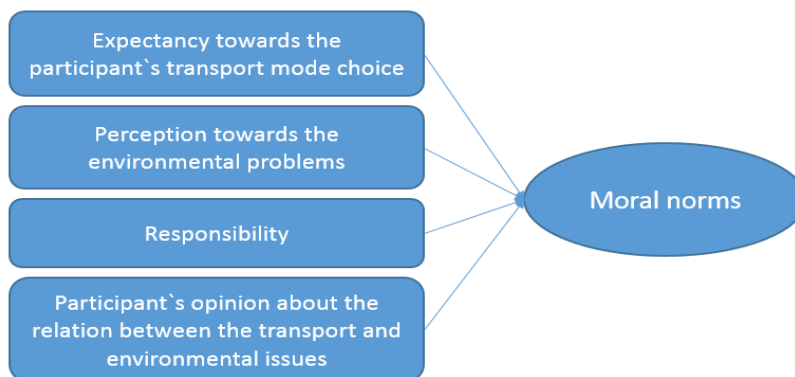 Expectancy towards the
participant`s transport mode choice
Perception towards the
environmental problems
Responsibility
Participant`s opinion about the
relation between the transport and
environmental issues
Moral norms